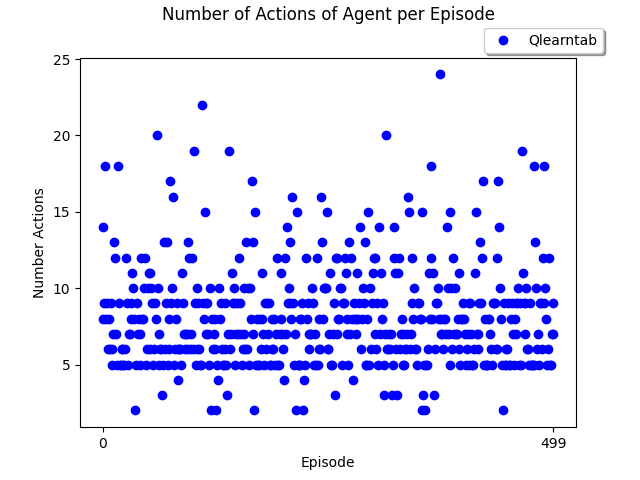 Number of Actions of Agent per Episode
Qlearntab
25
20
15
10
5
Number Actions
0 499
Episode